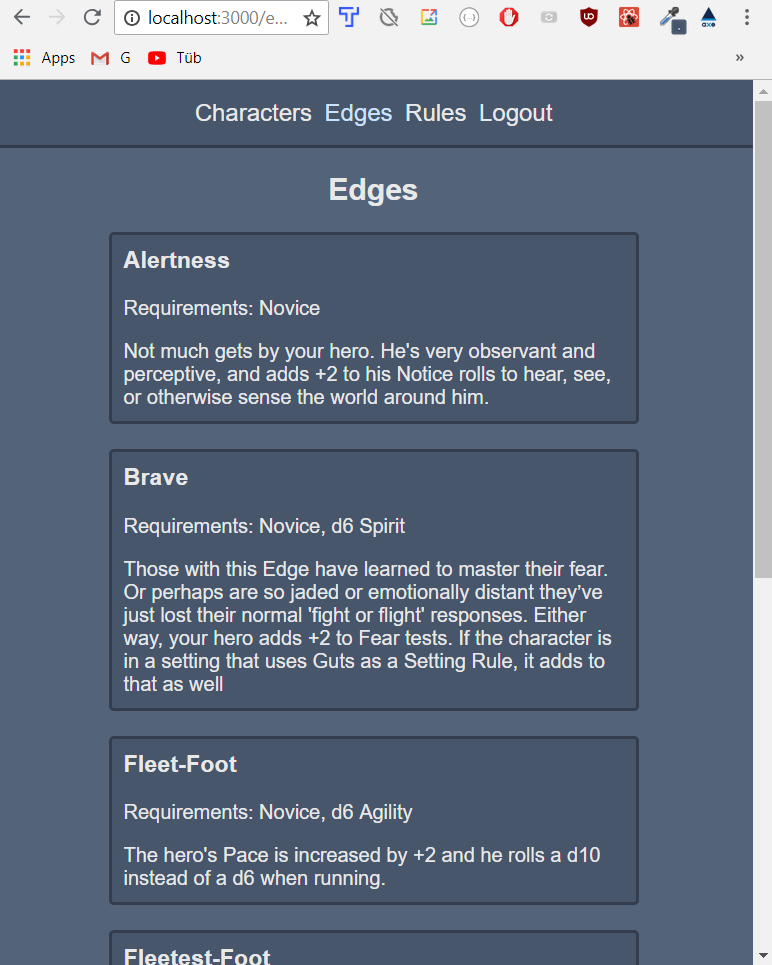 localhost:3000/e...
Apps G Tüb »
Characters Edges Rules Logout
Edges
Alertness
Requirements: Novice
Not much gets by your hero. He's very observant and
perceptive, and adds +2 to his Notice rolls to hear, see,
or otherwise sense the world around him.
Brave
Requirements: Novice, d6 Spirit
Those with this Edge have learned to master their fear.
Or perhaps are so jaded or emotionally distant they’ve
just lost their normal 'fight or flight' responses. Either
way, your hero adds +2 to Fear tests. If the character is
in a setting that uses Guts as a Setting Rule, it adds to
that as well
Fleet-Foot
Requirements: Novice, d6 Agility
The hero's Pace is increased by +2 and he rolls a d10
instead of a d6 when running.
Fleetest-Foot